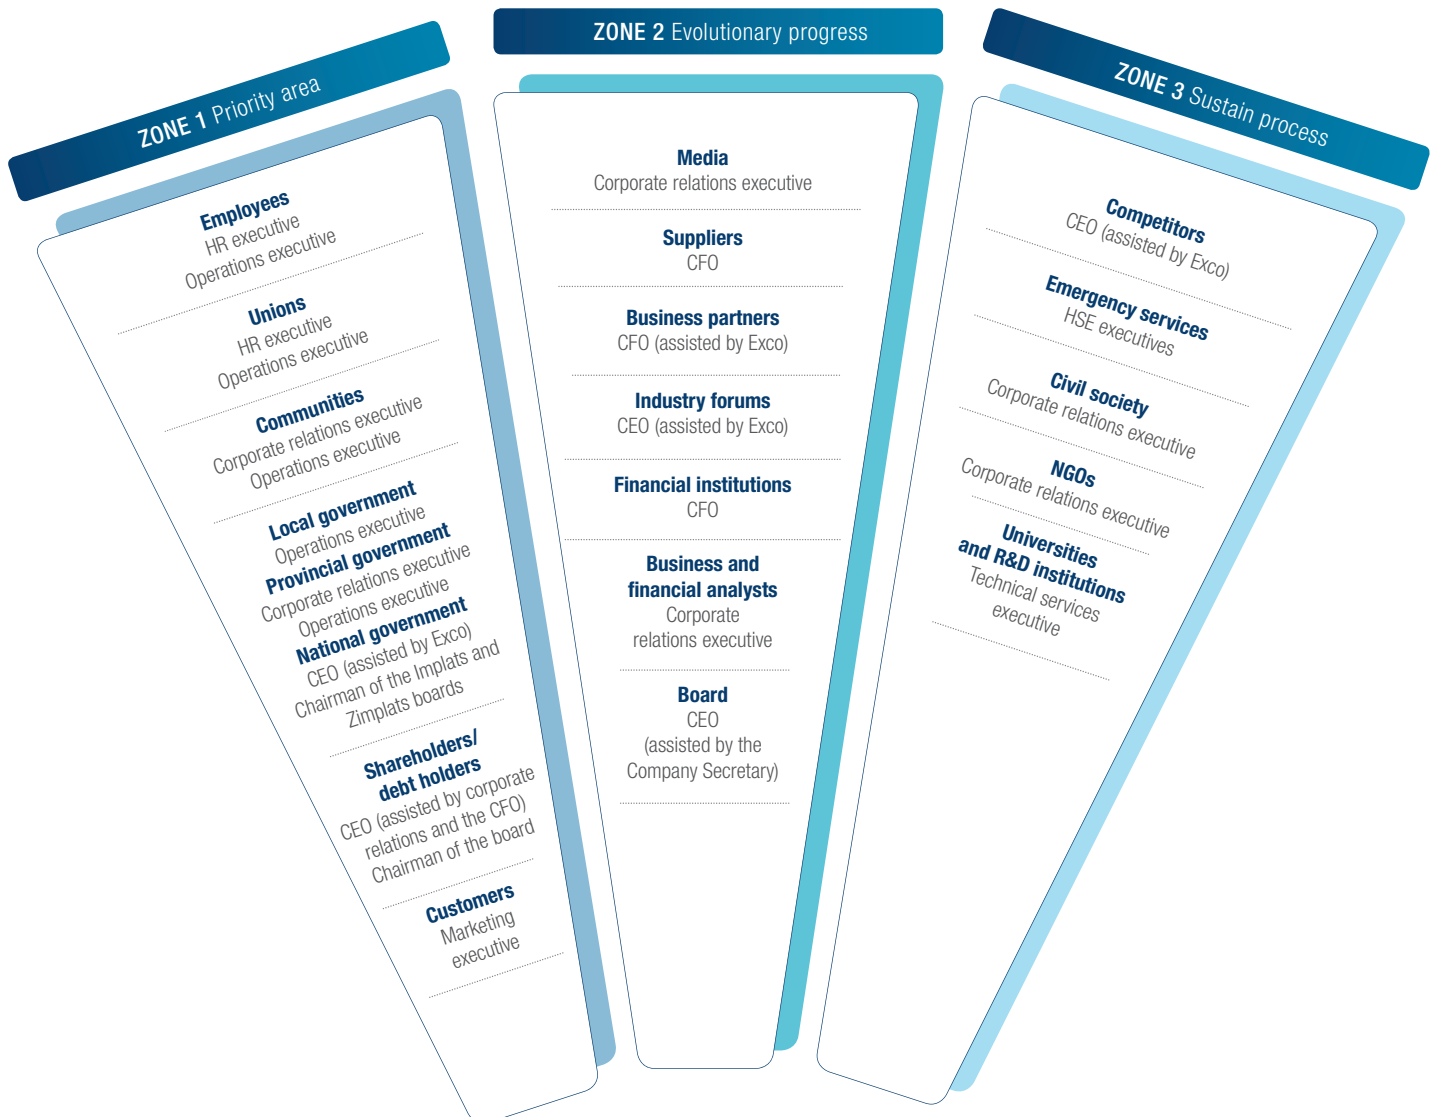 ZONE 1 Priority area
Employees
HR executive
Operations executive
Unions
HR executive
Operations executive
Communities
Corporate relations executive
Operations executive
Local government
Operations executive
Provincial government
Corporate relations executive
Operations executive
National government
CEO (assisted by Exco)
Chairman of the Implats and
Zimplats boards
Shareholders/
debt holders
CEO (assisted by corporate
relations and the CFO)
Chairman of the board
Customers
Marketing
executive
ZONE 2 Evolutionary progress
Media
Corporate relations executive
Suppliers
CFO
Business partners
CFO (assisted by Exco)
Industry forums
CEO (assisted by Exco)
Financial institutions
CFO
Business and
financial analysts
Corporate
relations executive
Board
CEO
(assisted by the
Company Secretary)
ZONE 3 Sustain process
Competitors
CEO (assisted by Exco)
Emergency services
HSE executives
Civil society
Corporate relations executive
NGOs
Corporate relations executive
Universities
and R&D institutions
Technical services
executive